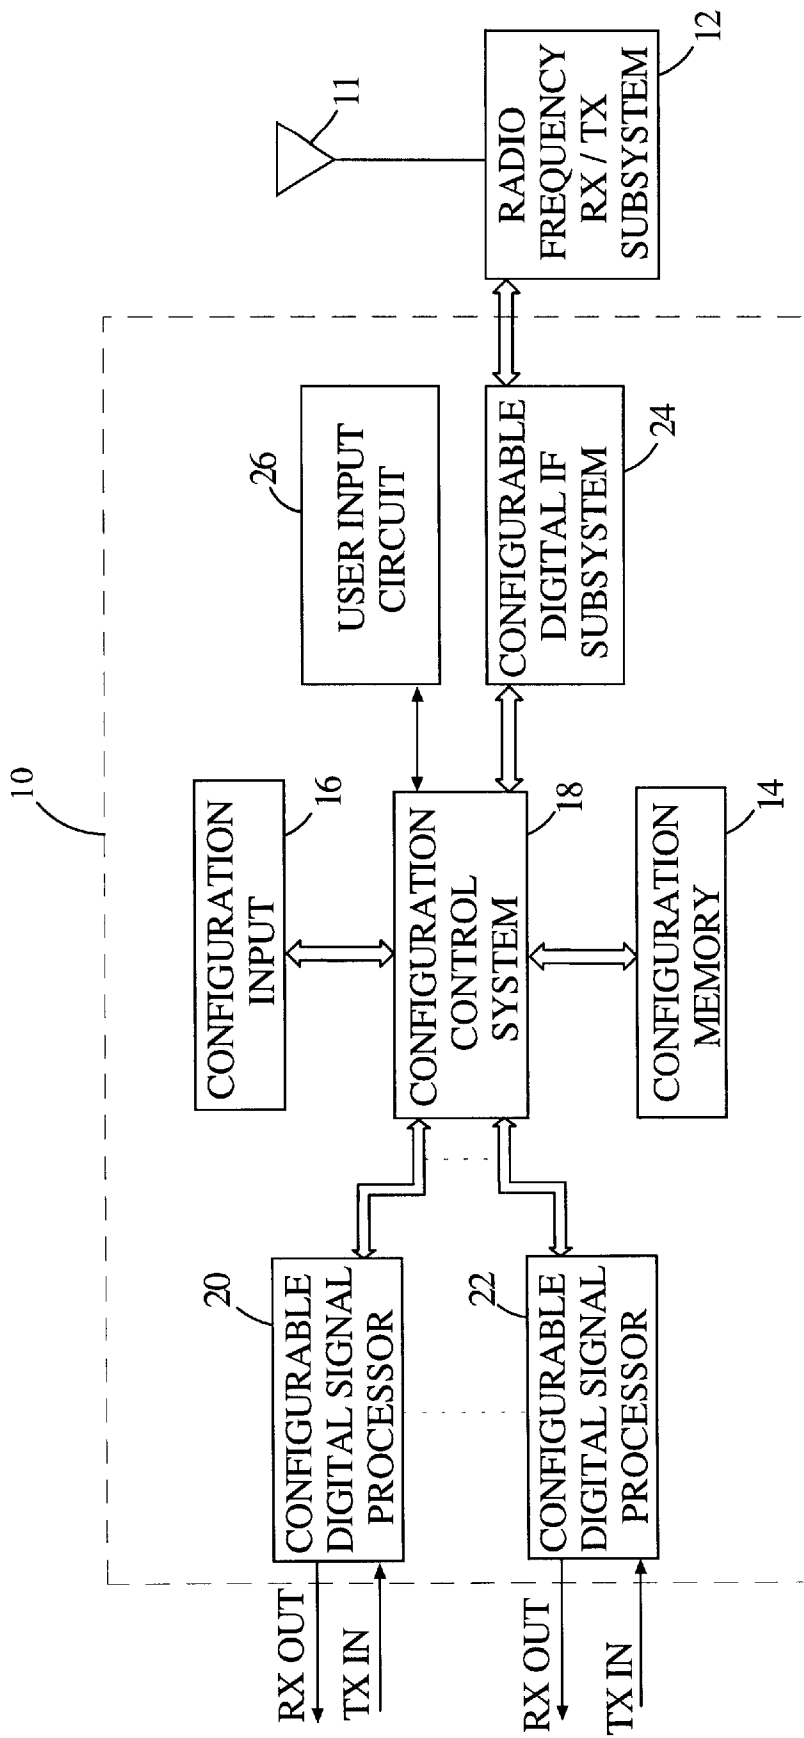 10
11
RADIO
FREQUENCY
RX / TX
SUBSYSTEM
12
26
USER INPUT
CIRCUIT
CONFIGURABLE
DIGITAL IF
SUBSYSTEM
24
CONFIGURATION
INPUT
16
CONFIGURATION
CONTROL
SYSTEM
18
CONFIGURATION
MEMORY
14
20
CONFIGURABLE
DIGITAL SIGNAL
PROCESSOR
22
CONFIGURABLE
DIGITAL SIGNAL
PROCESSOR
RX OUT
TX IN
RX OUT
TX IN